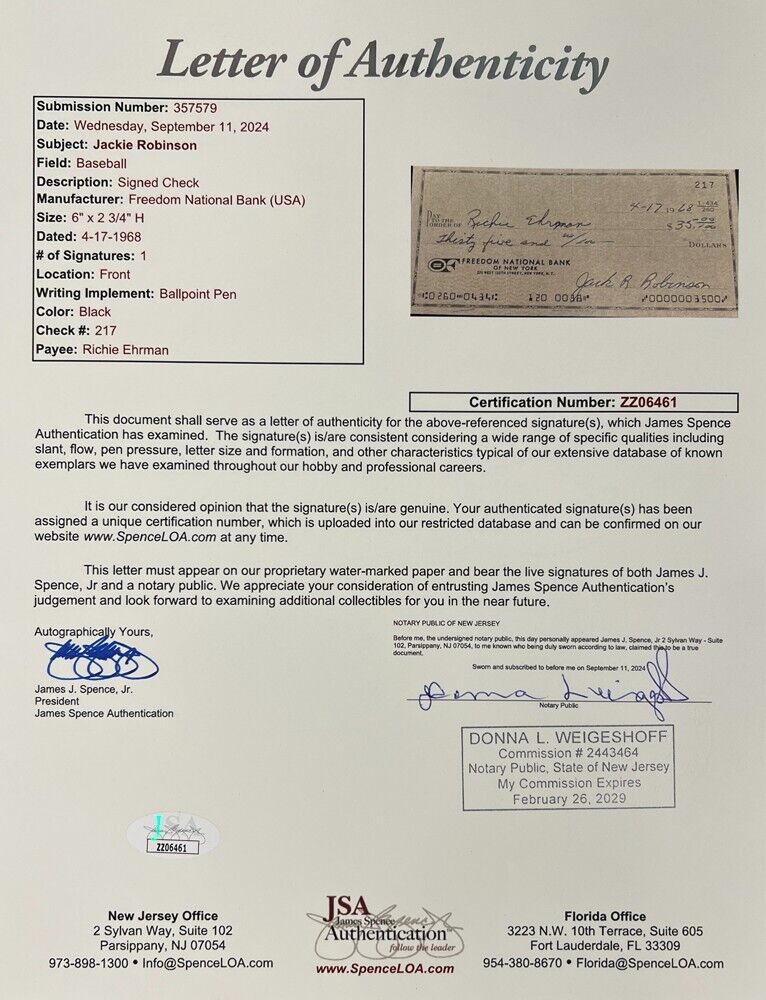 Letter of Authenticity
Submission Number: 357579
Date: Wednesday, September 11, 2024
Subject: Jackie Robinson
Field: Baseball
Description: Signed Check
Manufacturer: Freedom National Bank (USA)
Size: 6" x 2 3/4" H
Dated: 4-17-1968
# of Signatures: 1
Location: Front
Writing Implement: Ballpoint Pen
Color: Black
Check #: 217
Payee: Richie Ehrman
217
4-17 1968 1-434/260
PAY TO THE ORDER OF Richie Ehrman $35.00
Thirty five and 00/100 DOLLARS
FREEDOM NATIONAL BANK
OF NEW YORK
Jack R Robinson
Certification Number: ZZ06461
This document shall serve as a letter of authenticity for the above-referenced signature(s), which James Spence
Authentication has examined. The signature(s) is/are consistent considering a wide range of specific qualities including
slant, flow, pen pressure, letter size and formation, and other characteristics typical of our extensive database of known
exemplars we have examined throughout our hobby and professional careers.
It is our considered opinion that the signature(s) is/are genuine. Your authenticated signature(s) has been
assigned a unique certification number, which is uploaded into our restricted database and can be confirmed on our
website www.SpenceLOA.com at any time.
This letter must appear on our proprietary water-marked paper and bear the live signatures of both James J.
Spence, Jr and a notary public. We appreciate your consideration of entrusting James Spence Authentication's
judgement and look forward to examining additional collectibles for you in the near future.
Autographically Yours,
James J. Spence, Jr.
President
James Spence Authentication
NOTARY PUBLIC OF NEW JERSEY
Before me, the undersigned notary public, this day personally appeared James J. Spence, Jr 2 Sylvan Way - Suite
102, Parsippany, NJ 07054, to me known who being duly sworn according to law, claimed this to be a true
document.
Sworn and subscribed to before me on September 11, 2024
Notary Public
DONNA L. WEIGESHOFF
Commission # 2443464
Notary Public, State of New Jersey
My Commission Expires
February 26, 2029
JSA
ZZ06461
New Jersey Office
2 Sylvan Way, Suite 102
Parsippany, NJ 07054
973-898-1300 • Info@SpenceLOA.com
JSA
James Spence
Authentication
follow the leader
www.SpenceLOA.com
Florida Office
3223 N.W. 10th Terrace, Suite 605
Fort Lauderdale, FL 33309
954-380-8670 • Florida@SpenceLOA.com